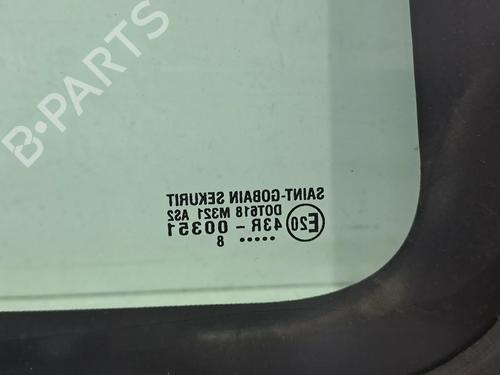 B-PARTS
SAINT-GOBAIN SEKURIT
DOT618 M321 AS2
E20 43R - 00351
•••••
8